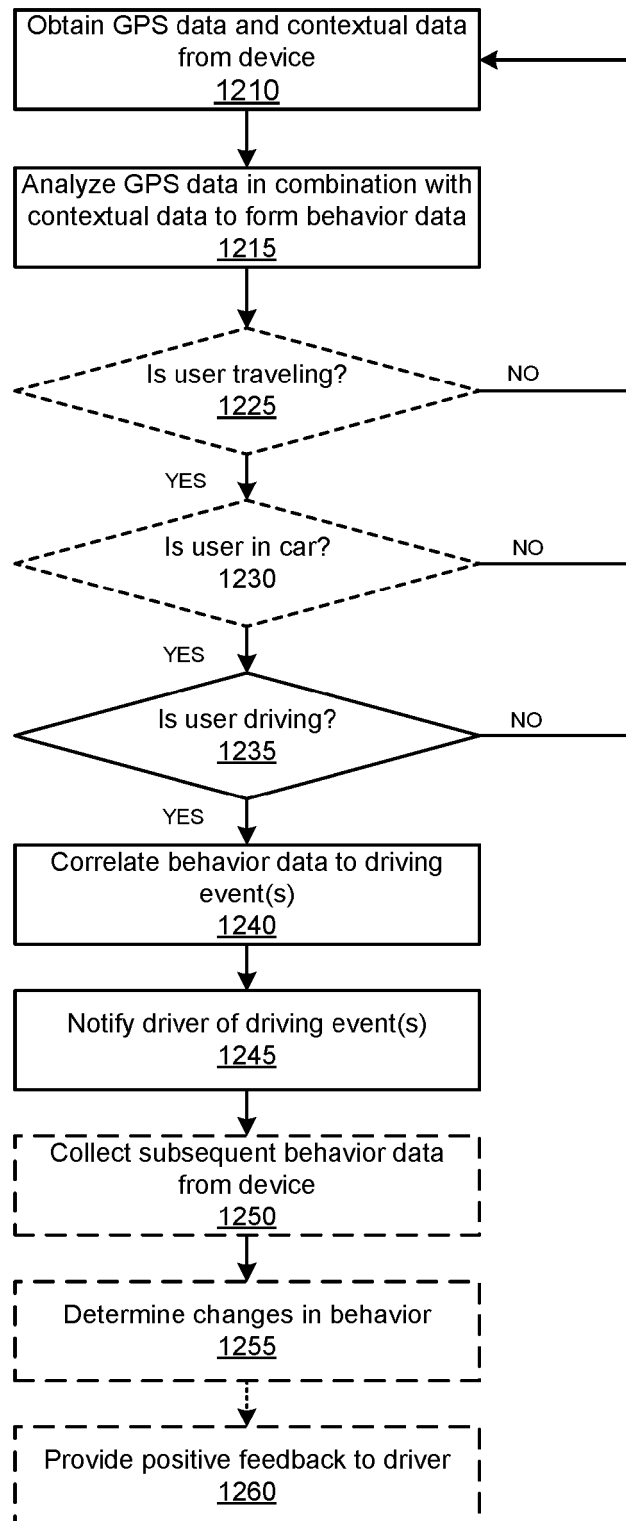 Obtain GPS data and contextual data
from device
1210
Analyze GPS data in combination with
contextual data to form behavior data
1215
Is user traveling?
1225
NO
YES
Is user in car?
1230
NO
YES
Is user driving?
1235
NO
YES
Correlate behavior data to driving
event(s)
1240
Notify driver of driving event(s)
1245
Collect subsequent behavior data
from device
1250
Determine changes in behavior
1255
Provide positive feedback to driver
1260